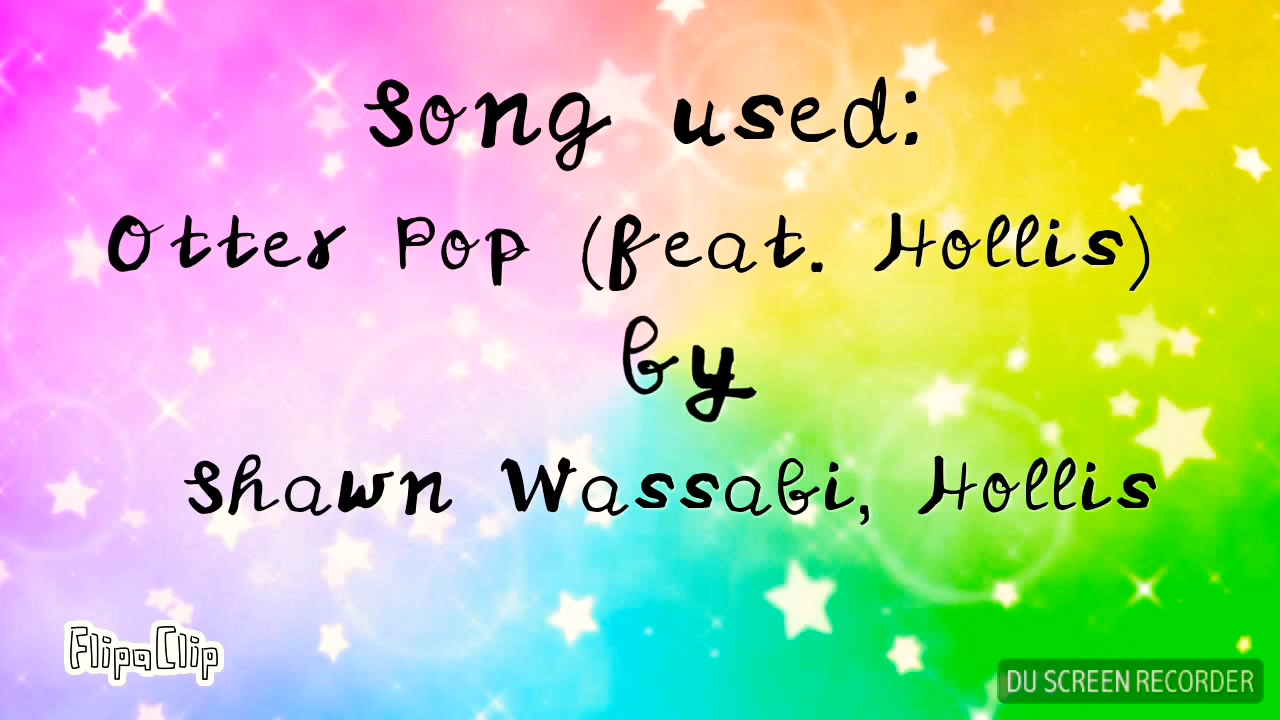 Song used:
Otter Pop (feat. Hollis)
by
Shawn Wassabi, Hollis
FlipaClip
DU SCREEN RECORDER